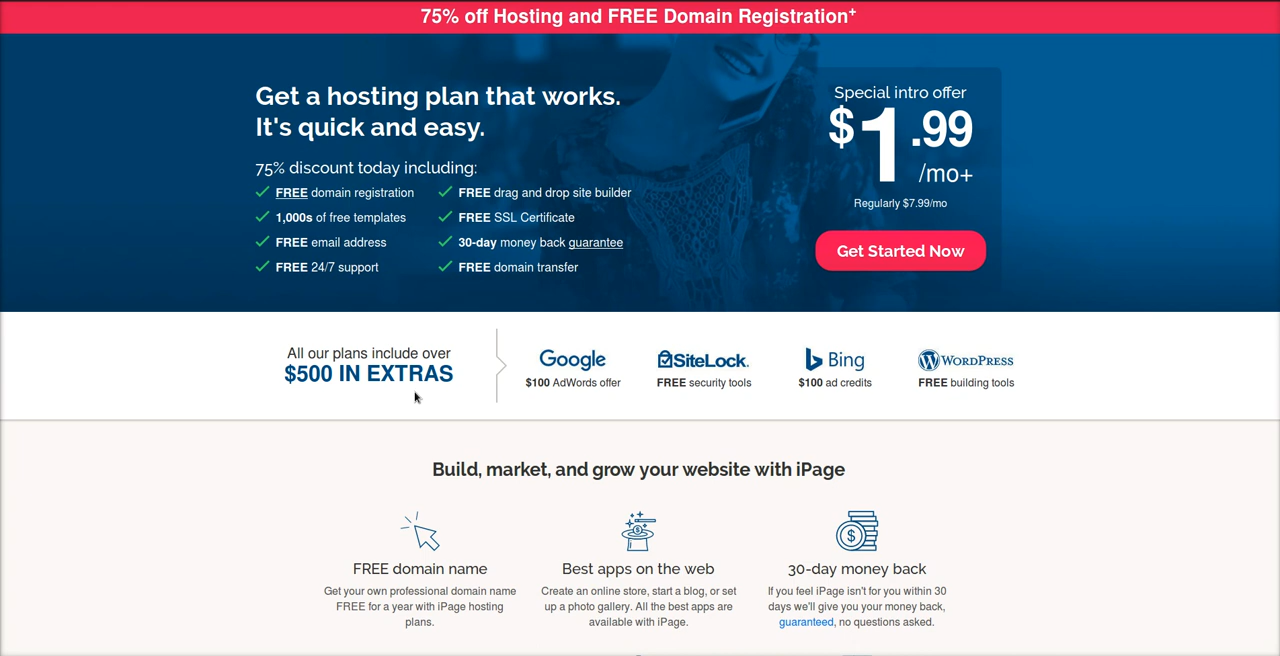 75% off Hosting and FREE Domain Registration+
Get a hosting plan that works.
It's quick and easy.
75% discount today including:
FREE domain registration
1,000s of free templates
FREE email address
FREE 24/7 support
FREE drag and drop site builder
FREE SSL Certificate
30-day money back guarantee
FREE domain transfer
Special intro offer
$1.99
/mo+
Regularly $7.99/mo
Get Started Now
All our plans include over
$500 IN EXTRAS
Google
$100 AdWords offer
SiteLock.
FREE security tools
Bing
$100 ad credits
WORDPRESS
FREE building tools
Build, market, and grow your website with iPage
FREE domain name
Get your own professional domain name
FREE for a year with iPage hosting
plans.
Best apps on the web
Create an online store, start a blog, or set
up a photo gallery. All the best apps are
available with iPage.
30-day money back
If you feel iPage isn't for you within 30
days we'll give you your money back,
guaranteed, no questions asked.